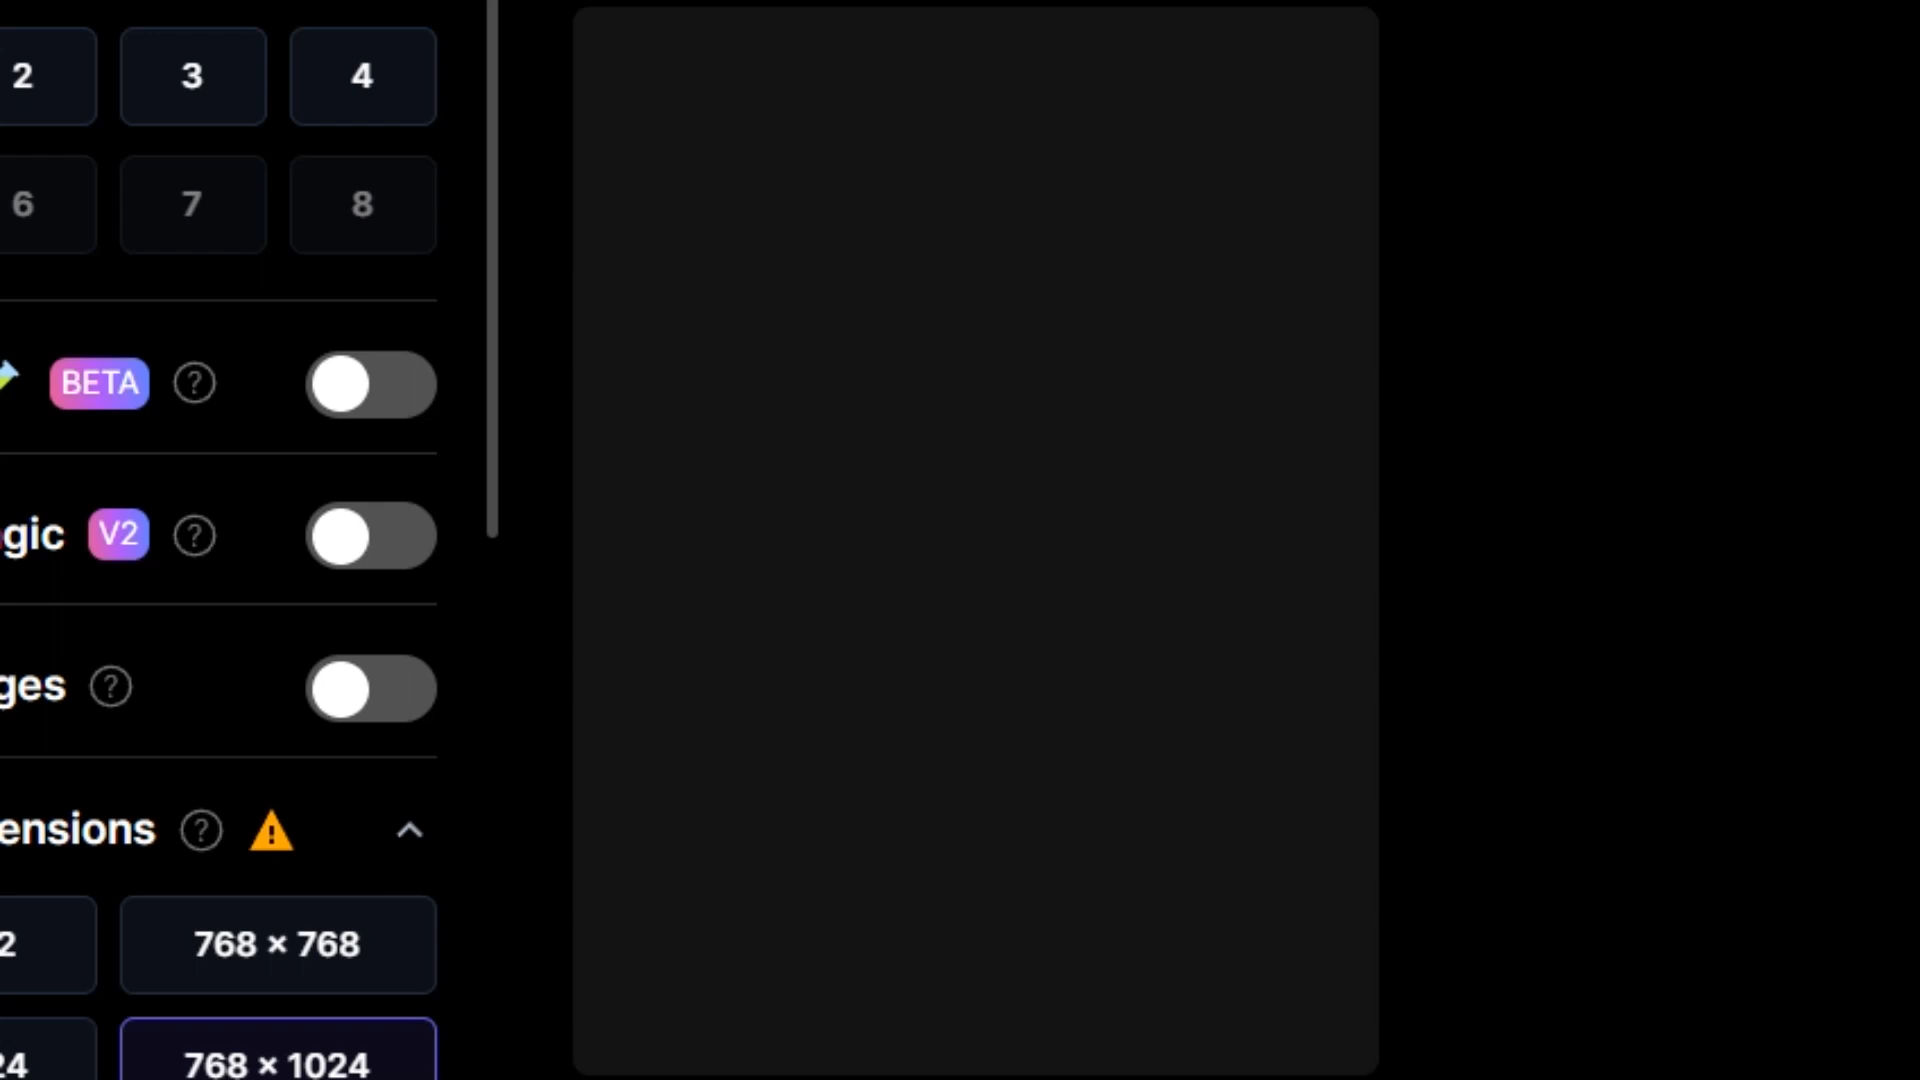 2 3 4
6 7 8
BETA ?
gic V2 ?
ges ?
ensions ?
2 768 × 768
24 768 × 1024